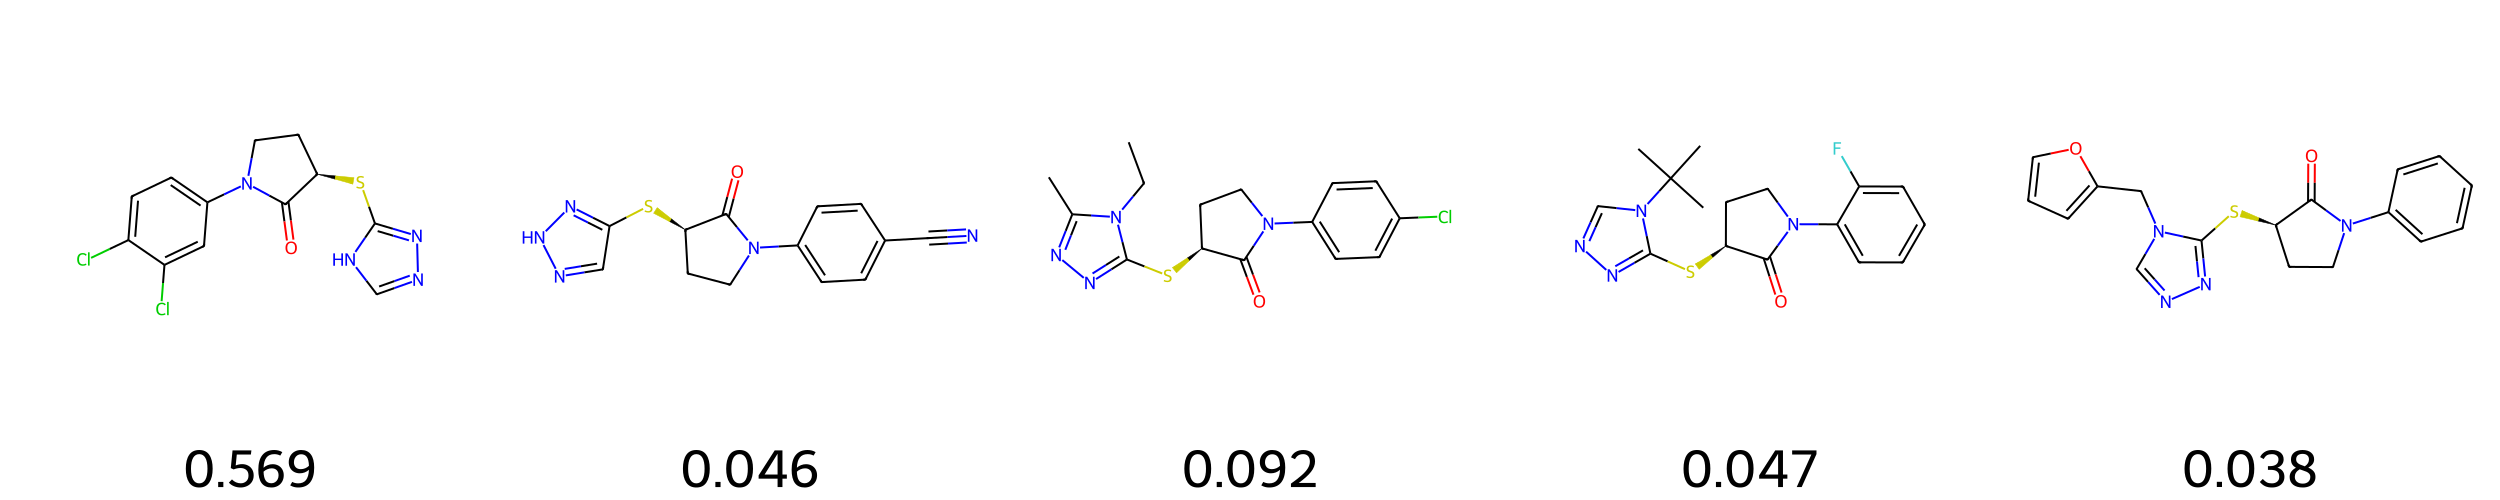 Cl Cl N O S HN N N
HN N N S O N N
N N N S O N Cl
N N N S O N F
O N N N S O N
0.569 0.046 0.092 0.047 0.038